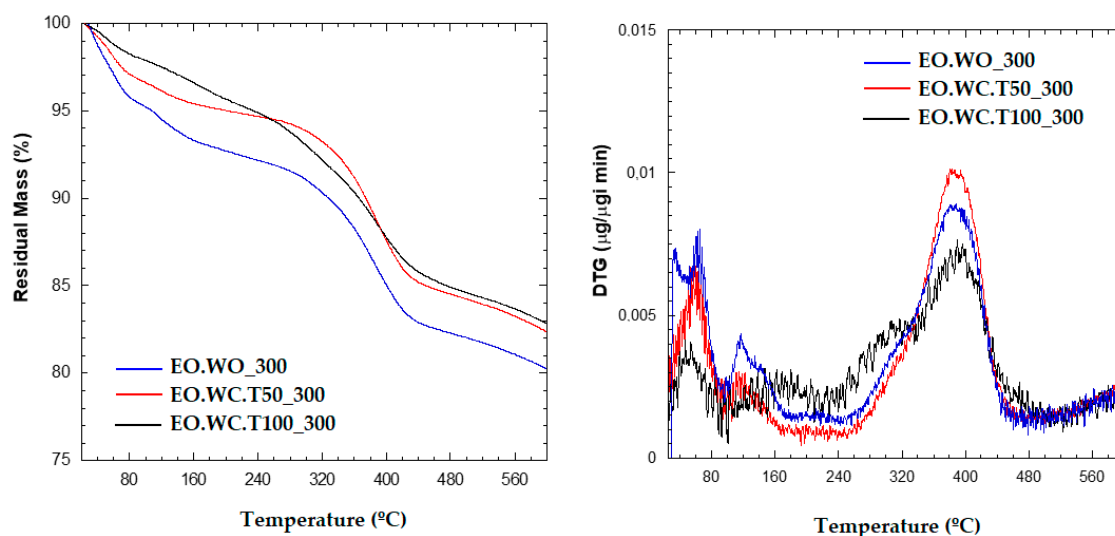 100
95
90
85
80
75
Residual Mass (%)
EO.WO_300
EO.WC.T50_300
EO.WC.T100_300
80 160 240 320 400 480 560
Temperature (ºC)
0,015
0,01
0,005
0
DTG (µg/µgi min)
EO.WO_300
EO.WC.T50_300
EO.WC.T100_300
80 160 240 320 400 480 560
Temperature (ºC)